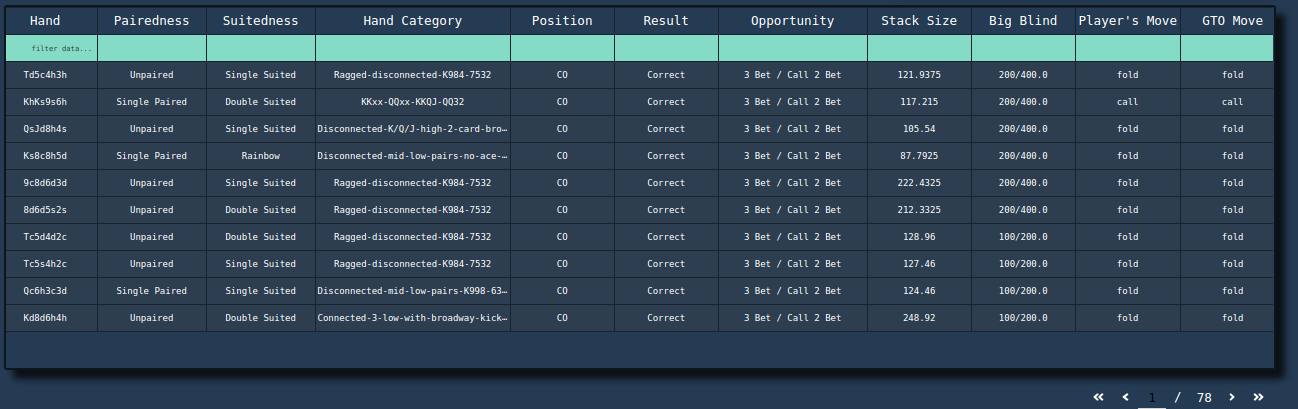 Hand Pairedness Suitedness Hand Category Position Result Opportunity Stack Size Big Blind Player's Move GTO Move
filter data...
Td5c4h3h Unpaired Single Suited Ragged-disconnected-K984-7532 CO Correct 3 Bet / Call 2 Bet 121.9375 200/400.0 fold fold
KhKs9s6h Single Paired Double Suited KKxx-QQxx-KKQJ-QQ32 CO Correct 3 Bet / Call 2 Bet 117.215 200/400.0 call call
QsJd8h4s Unpaired Single Suited Disconnected-K/Q/J-high-2-card-bro… CO Correct 3 Bet / Call 2 Bet 105.54 200/400.0 fold fold
Ks8c8h5d Single Paired Rainbow Disconnected-mid-low-pairs-no-ace-… CO Correct 3 Bet / Call 2 Bet 87.7925 200/400.0 fold fold
9c8d6d3d Unpaired Single Suited Ragged-disconnected-K984-7532 CO Correct 3 Bet / Call 2 Bet 222.4325 200/400.0 fold fold
8d6d5s2s Unpaired Double Suited Ragged-disconnected-K984-7532 CO Correct 3 Bet / Call 2 Bet 212.3325 200/400.0 fold fold
Tc5d4d2c Unpaired Double Suited Ragged-disconnected-K984-7532 CO Correct 3 Bet / Call 2 Bet 128.96 100/200.0 fold fold
Tc5s4h2c Unpaired Single Suited Ragged-disconnected-K984-7532 CO Correct 3 Bet / Call 2 Bet 127.46 100/200.0 fold fold
Qc6h3c3d Single Paired Single Suited Disconnected-mid-low-pairs-K998-63… CO Correct 3 Bet / Call 2 Bet 124.46 100/200.0 fold fold
Kd8d6h4h Unpaired Double Suited Connected-3-low-with-broadway-kick… CO Correct 3 Bet / Call 2 Bet 248.92 100/200.0 fold fold
« ‹ 1 / 78 › »